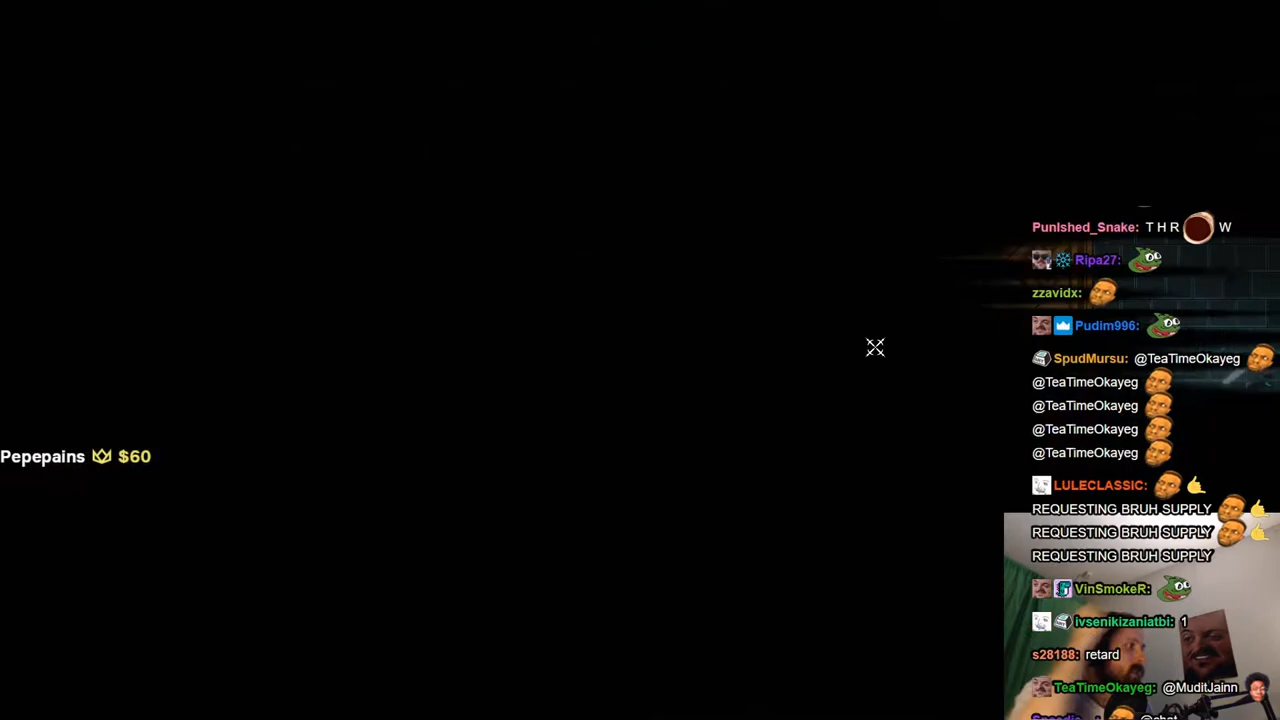 PunIshed_Snake: T H R W
Ripa27:
zzavidx:
Pudim996:
SpudMursu: @TeaTimeOkayeg
@TeaTimeOkayeg
@TeaTimeOkayeg
@TeaTimeOkayeg
@TeaTimeOkayeg
Pepepains $60
LULECLASSIC:
REQUESTING BRUH SUPPLY
REQUESTING BRUH SUPPLY
REQUESTING BRUH SUPPLY
VinSmokeR:
ivsenikizaniatbi: 1
s28188: retard
TeaTimeOkayeg: @MuditJainn